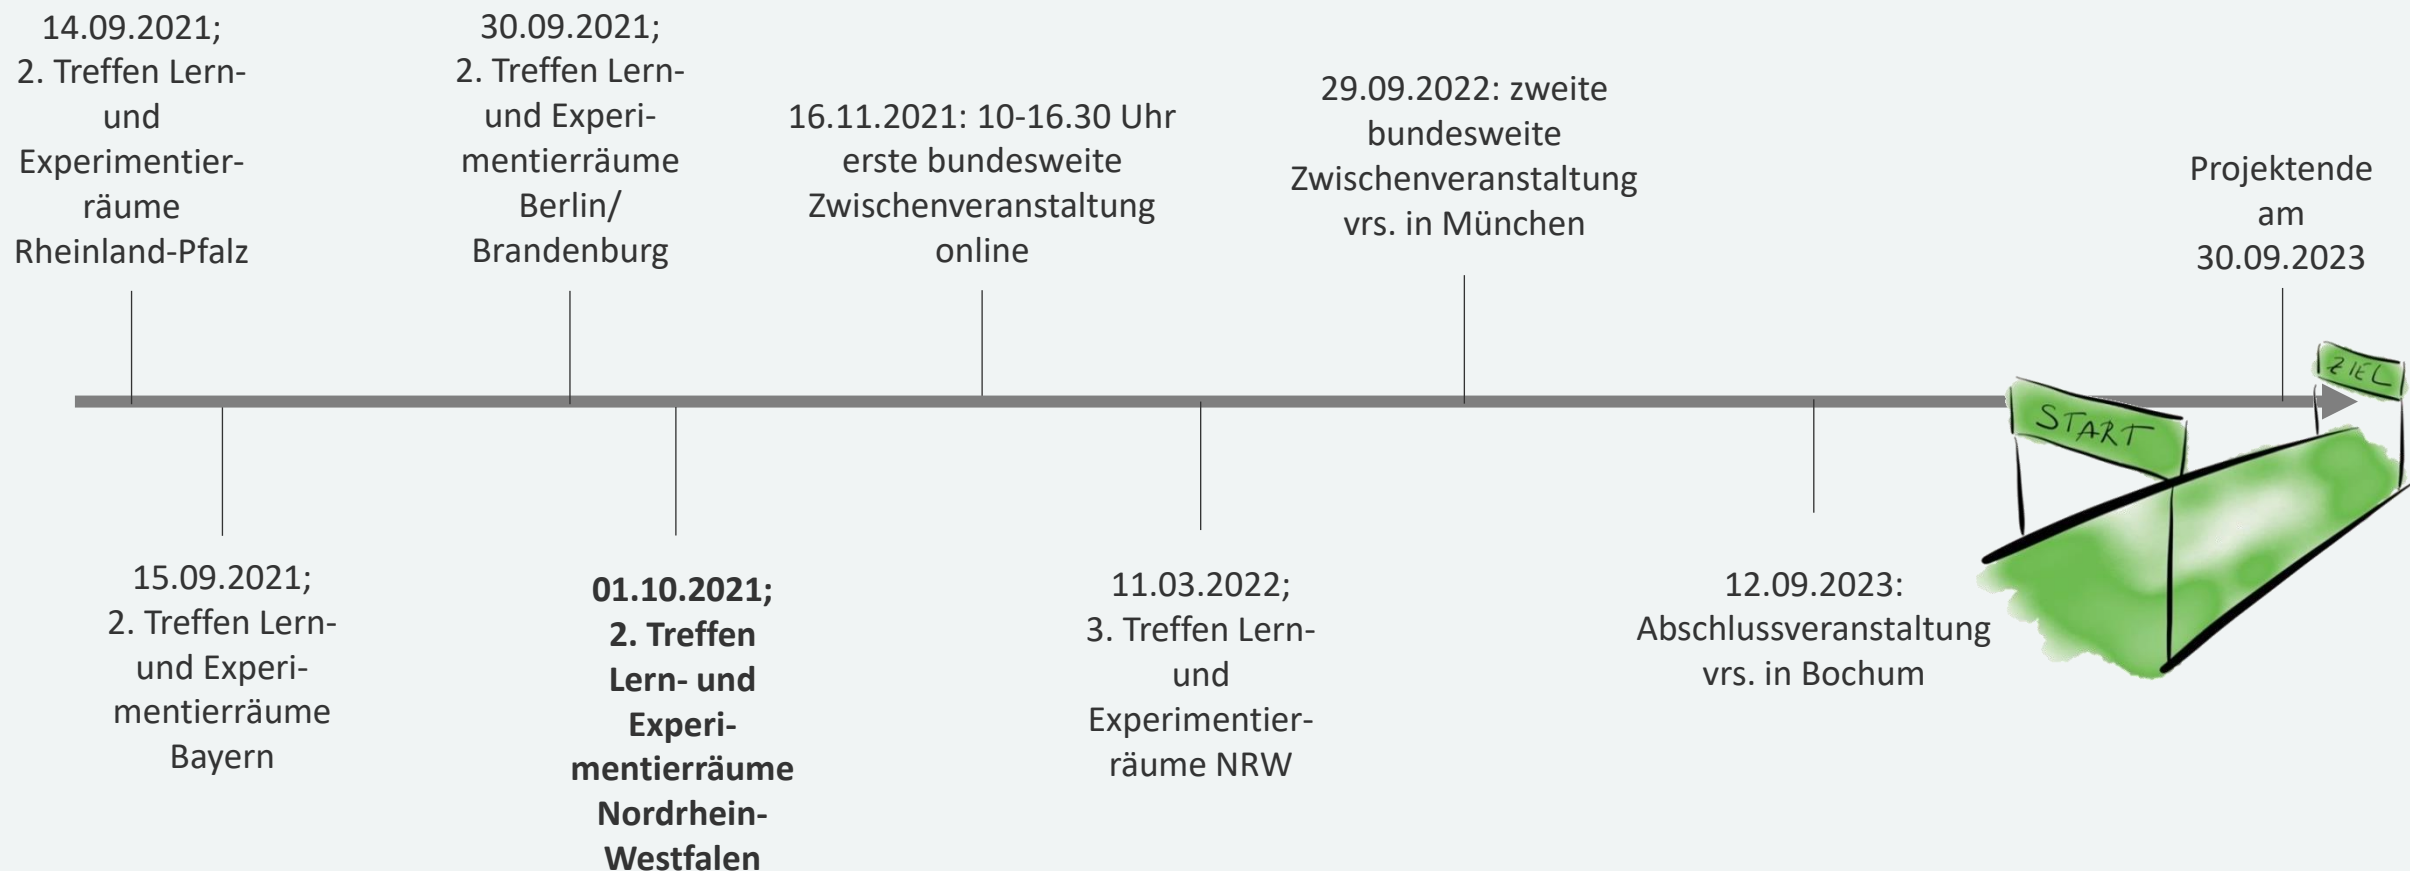 14.09.2021;
2. Treffen Lern-
und
Experimentier-
räume
Rheinland-Pfalz
30.09.2021;
2. Treffen Lern-
und Experi-
mentierräume
Berlin/
Brandenburg
16.11.2021: 10-16.30 Uhr
erste bundesweite
Zwischenveranstaltung
online
29.09.2022: zweite
bundesweite
Zwischenveranstaltung
vrs. in München
Projektende
am
30.09.2023
ZIEL
START
15.09.2021;
2. Treffen Lern-
und Experi-
mentierräume
Bayern
01.10.2021;
2. Treffen
Lern- und
Experi-
mentierräume
Nordrhein-
Westfalen
11.03.2022;
3. Treffen Lern-
und
Experimentier-
räume NRW
12.09.2023:
Abschlussveranstaltung
vrs. in Bochum